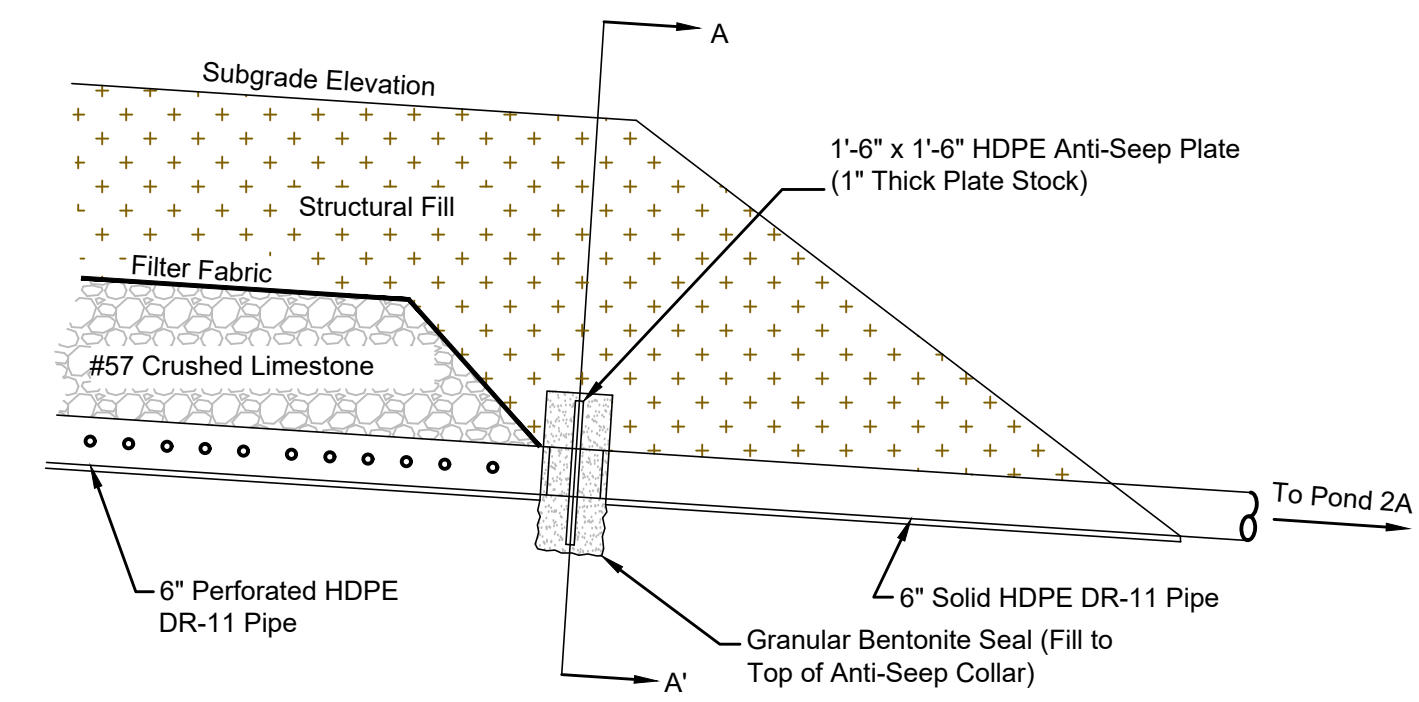 A
Subgrade Elevation
1'-6" x 1'-6" HDPE Anti-Seep Plate
(1" Thick Plate Stock)
Structural Fill
Filter Fabric
#57 Crushed Limestone
To Pond 2A
6" Perforated HDPE
DR-11 Pipe
6" Solid HDPE DR-11 Pipe
Granular Bentonite Seal (Fill to
Top of Anti-Seep Collar)
A'